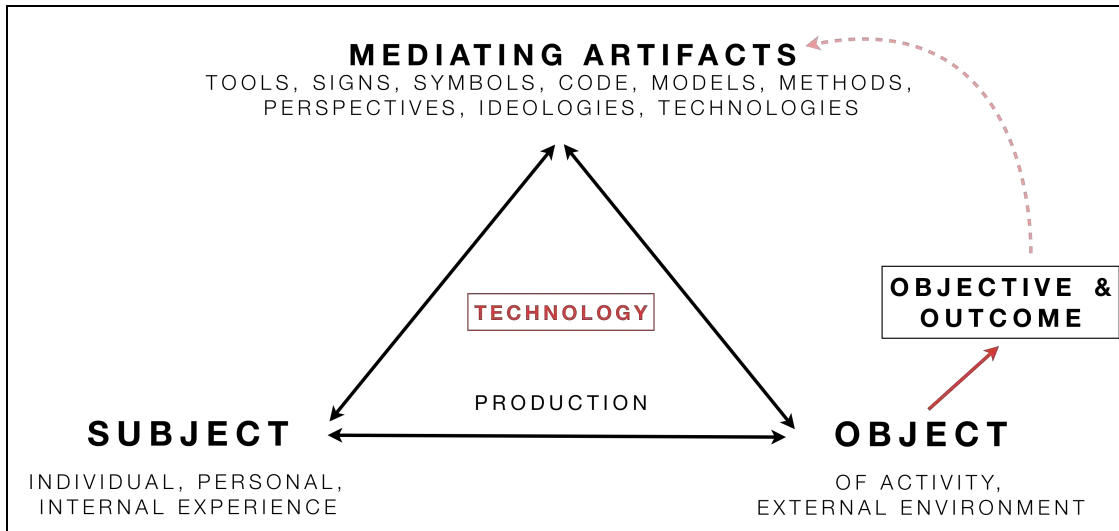 MEDIATING ARTIFACTS
TOOLS, SIGNS, SYMBOLS, CODE, MODELS, METHODS,
PERSPECTIVES, IDEOLOGIES, TECHNOLOGIES
OBJECTIVE &
OUTCOME
TECHNOLOGY
PRODUCTION
SUBJECT
INDIVIDUAL, PERSONAL,
INTERNAL EXPERIENCE
OBJECT
OF ACTIVITY,
EXTERNAL ENVIRONMENT